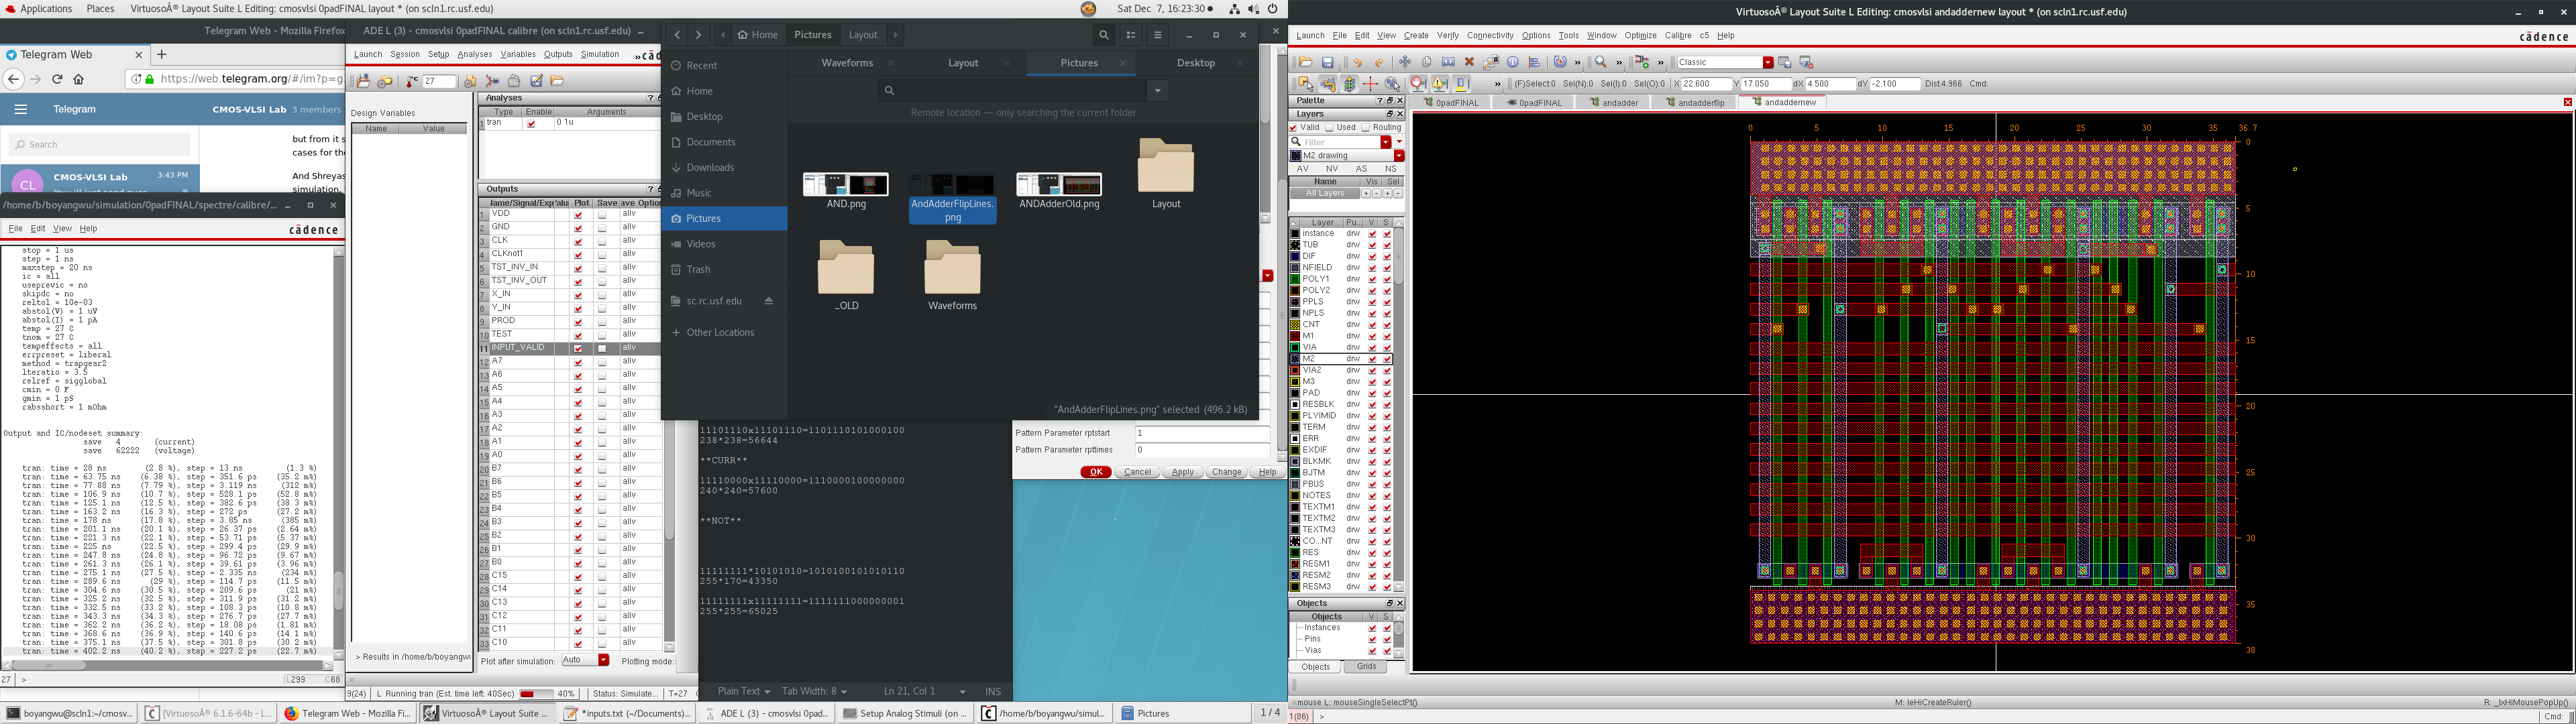 Applications Places VirtuosoÂ® Layout Suite L Editing: cmosvlsi 0padFINAL layout * (on scln1.rc.usf.edu)
Sat Dec 7, 16:23:30
Telegram Web - Mozilla Firefox
Telegram Web
https://web.telegram.org/#/im?p=g
Telegram
CMOS-VLSI Lab 3 members
Search
but from it s
cases for the
CL
CMOS-VLSI Lab 3:43 PM
And Shreyas
simulation,
/home/b/boyangwu/simulation/0padFINAL/spectre/calibre/...
File Edit View Help
cādence
stop = 1 us
step = 1 ns
maxstep = 20 ns
ic = all
useprevic = no
skipdc = no
reltol = 10e-03
abstol(V) = 1 uV
abstol(I) = 1 pA
temp = 27 C
tnom = 27 C
tempeffects = all
errpreset = liberal
method = trapgear2
lteratio = 3.5
relref = sigglobal
cmin = 0 F
gmin = 1 pS
rabsshort = 1 mOhm
Output and IC/nodeset summary:
save 4 (current)
save 62222 (voltage)
tran: time = 28 ns (2.8 %), step = 13 ns (1.3 %)
tran: time = 63.75 ns (6.38 %), step = 351.6 ps (35.2 m%)
tran: time = 77.88 ns (7.79 %), step = 3.119 ns (312 m%)
tran: time = 106.9 ns (10.7 %), step = 528.1 ps (52.8 m%)
tran: time = 125.1 ns (12.5 %), step = 382.6 ps (38.3 m%)
tran: time = 163.2 ns (16.3 %), step = 272 ps (27.2 m%)
tran: time = 178 ns (17.8 %), step = 3.85 ns (385 m%)
tran: time = 201.1 ns (20.1 %), step = 26.37 ps (2.64 m%)
tran: time = 221.3 ns (22.1 %), step = 53.71 ps (5.37 m%)
tran: time = 225 ns (22.5 %), step = 299.4 ps (29.9 m%)
tran: time = 247.8 ns (24.8 %), step = 96.72 ps (9.67 m%)
tran: time = 261.3 ns (26.1 %), step = 39.61 ps (3.96 m%)
tran: time = 275.1 ns (27.5 %), step = 2.335 ns (234 m%)
tran: time = 289.6 ns (29 %), step = 114.7 ps (11.5 m%)
tran: time = 304.6 ns (30.5 %), step = 209.6 ps (21 m%)
tran: time = 325.2 ns (32.5 %), step = 311.9 ps (31.2 m%)
tran: time = 332.5 ns (33.2 %), step = 108.3 ps (10.8 m%)
tran: time = 343.3 ns (34.3 %), step = 276.7 ps (27.7 m%)
tran: time = 362.2 ns (36.2 %), step = 18.08 ps (1.81 m%)
tran: time = 368.6 ns (36.9 %), step = 140.6 ps (14.1 m%)
tran: time = 375.1 ns (37.5 %), step = 301.8 ps (30.2 m%)
tran: time = 402.2 ns (40.2 %), step = 227.2 ps (22.7 m%)
27 > L299 C68
ADE L (3) - cmosvlsi 0padFINAL calibre (on scln1.rc.usf.edu)
Launch Session Setup Analyses Variables Outputs Simulation
27
Design Variables
Name Value
> Results in /home/b/boyangwu
Analyses
Type Enable Arguments
1 tran 0 1u
Outputs
Plot Save
1 VDD allv
2 GND allv
3 CLK allv
4 CLKnot1 allv
5 TST_INV_IN allv
6 TST_INV_OUT allv
7 X_IN allv
8 Y_IN allv
9 PROD allv
10 TEST allv
11 INPUT_VALID allv
12 A7 allv
13 A6 allv
14 A5 allv
15 A4 allv
16 A3 allv
17 A2 allv
18 A1 allv
19 A0 allv
20 B7 allv
21 B6 allv
22 B5 allv
23 B4 allv
24 B3 allv
25 B2 allv
26 B1 allv
27 B0 allv
28 C15 allv
29 C14 allv
30 C13 allv
31 C12 allv
32 C11 allv
33 C10 allv
Plot after simulation: Auto Plotting mode:
9(24) L Running tran (Est. time left: 40Sec) 40% Status: Simulate... T=27
Home Pictures Layout
Recent
Home
Desktop
Documents
Downloads
Music
Pictures
Videos
Trash
sc.rc.usf.edu
Other Locations
Waveforms Layout Pictures Desktop
Remote location — only searching the current folder
AND.png
AndAdderFlipLines.
png
ANDAdderOld.png
Layout
_OLD
Waveforms
"AndAdderFlipLines.png" selected (496.2 kB)
11101110x11101110=1101110101000100
238*238=56644
**CURR**
11110000x11110000=1110000100000000
240*240=57600
**NOT**
11111111*10101010=1010100101010110
255*170=43350
11111111x11111111=1111111000000001
255*255=65025
Plain Text Tab Width: 8 Ln 21, Col 1 INS
Pattern Parameter rptstart 1
Pattern Parameter rpttimes 0
OK Cancel Apply Change Help
boyangwu@scln1:~/cmosv...
[VirtuosoÂ® 6.1.6-64b - L...
Telegram Web - Mozilla Fi...
VirtuosoÂ® Layout Suite ...
*inputs.txt (~/Documents)...
ADE L (3) - cmosvlsi 0pad...
Setup Analog Stimuli (on ...
/home/b/boyangwu/simul...
Pictures
1 / 4
VirtuosoÂ® Layout Suite L Editing: cmosvlsi andaddernew layout * (on scln1.rc.usf.edu)
Launch File Edit View Create Verify Connectivity Options Tools Window Optimize Calibre c5 Help
cādence
Classic
(F)Select:0 Sel(N):0 Sel(I):0 Sel(O):0 X 22.600 Y 17.050 dX 4.500 dY -2.100 Dist:4.966 Cmd:
0padFINAL 0padFINAL andadder andadderflip andaddernew
Palette
Layers
Valid Used Routing
Filter
M2 drawing
AV NV AS NS
Name Vis Sel
All Layers
Layer Pu.. V S
instance drw
TUB drw
DIF drw
NFIELD drw
POLY1 drw
POLY2 drw
PPLS drw
NPLS drw
CNT drw
M1 drw
VIA drw
M2 drw
VIA2 drw
M3 drw
PAD drw
RESBLK drw
PLYIMID drw
TERM drw
ERR drw
EXDIF drw
BLKMK drw
BJTM drw
PBUS drw
NOTES drw
TEXTM1 drw
TEXTM2 drw
TEXTM3 drw
CO...NT drw
RES drw
RESM1 drw
RESM2 drw
RESM3 drw
Objects
Objects V S
Instances
Pins
Vias
Objects Grids
0 5 10 15 20 25 30 35 36.7
0
5
10
15
20
25
30
35
38
mouse L: mouseSingleSelectPt() M: leHiCreateRuler() R: _lxHiMousePopUp()
1(86) > Cmd: